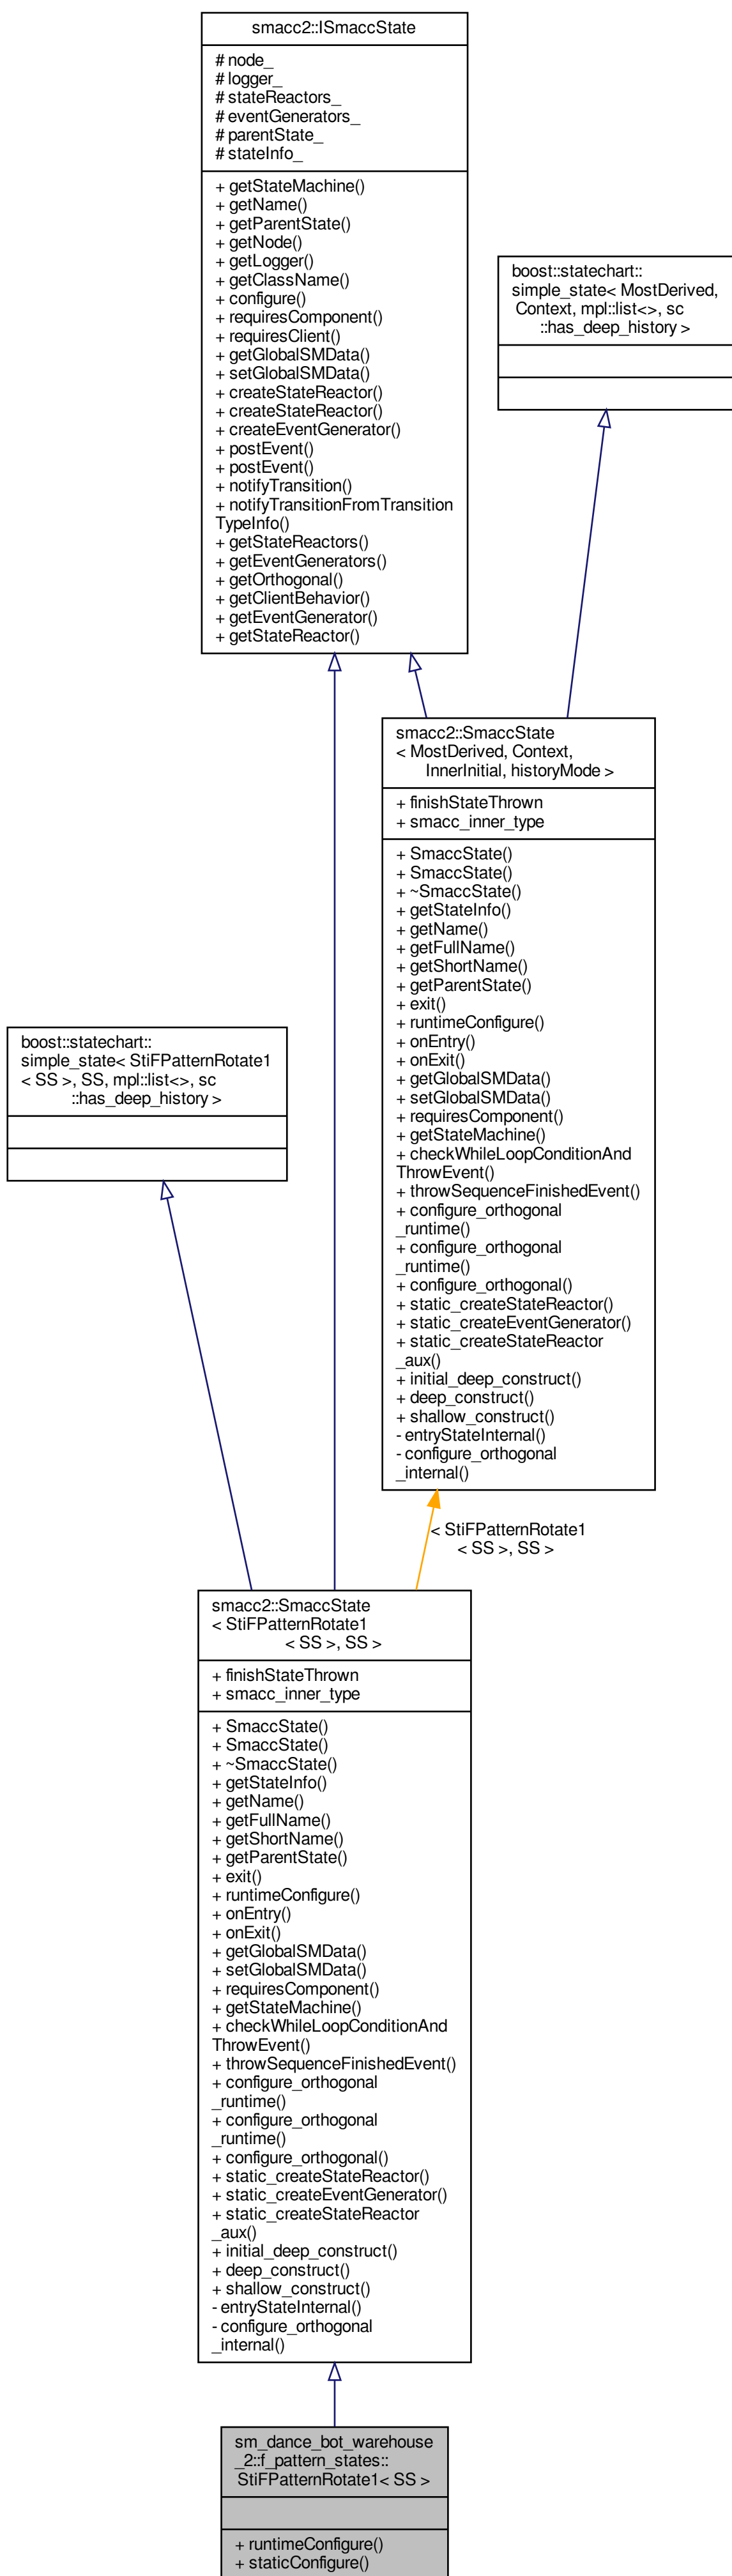 smacc2::ISmaccState
# node_
# logger_
# stateReactors_
# eventGenerators_
# parentState_
# stateInfo_
+ getStateMachine()
+ getName()
+ getParentState()
+ getNode()
+ getLogger()
+ getClassName()
+ configure()
+ requiresComponent()
+ requiresClient()
+ getGlobalSMData()
+ setGlobalSMData()
+ createStateReactor()
+ createStateReactor()
+ createEventGenerator()
+ postEvent()
+ postEvent()
+ notifyTransition()
+ notifyTransitionFromTransition
TypeInfo()
+ getStateReactors()
+ getEventGenerators()
+ getOrthogonal()
+ getClientBehavior()
+ getEventGenerator()
+ getStateReactor()
boost::statechart::
simple_state< MostDerived,
Context, mpl::list<>, sc
::has_deep_history >
smacc2::SmaccState
< MostDerived, Context,
InnerInitial, historyMode >
+ finishStateThrown
+ smacc_inner_type
+ SmaccState()
+ SmaccState()
+ ~SmaccState()
+ getStateInfo()
+ getName()
+ getFullName()
+ getShortName()
+ getParentState()
+ exit()
+ runtimeConfigure()
+ onEntry()
+ onExit()
+ getGlobalSMData()
+ setGlobalSMData()
+ requiresComponent()
+ getStateMachine()
+ checkWhileLoopConditionAnd
ThrowEvent()
+ throwSequenceFinishedEvent()
+ configure_orthogonal
_runtime()
+ configure_orthogonal
_runtime()
+ configure_orthogonal()
+ static_createStateReactor()
+ static_createEventGenerator()
+ static_createStateReactor
_aux()
+ initial_deep_construct()
+ deep_construct()
+ shallow_construct()
- entryStateInternal()
- configure_orthogonal
_internal()
boost::statechart::
simple_state< StiFPatternRotate1
< SS >, SS, mpl::list<>, sc
::has_deep_history >
< StiFPatternRotate1
< SS >, SS >
smacc2::SmaccState
< StiFPatternRotate1
< SS >, SS >
+ finishStateThrown
+ smacc_inner_type
+ SmaccState()
+ SmaccState()
+ ~SmaccState()
+ getStateInfo()
+ getName()
+ getFullName()
+ getShortName()
+ getParentState()
+ exit()
+ runtimeConfigure()
+ onEntry()
+ onExit()
+ getGlobalSMData()
+ setGlobalSMData()
+ requiresComponent()
+ getStateMachine()
+ checkWhileLoopConditionAnd
ThrowEvent()
+ throwSequenceFinishedEvent()
+ configure_orthogonal
_runtime()
+ configure_orthogonal
_runtime()
+ configure_orthogonal()
+ static_createStateReactor()
+ static_createEventGenerator()
+ static_createStateReactor
_aux()
+ initial_deep_construct()
+ deep_construct()
+ shallow_construct()
- entryStateInternal()
- configure_orthogonal
_internal()
sm_dance_bot_warehouse
_2::f_pattern_states::
StiFPatternRotate1< SS >
+ runtimeConfigure()
+ staticConfigure()